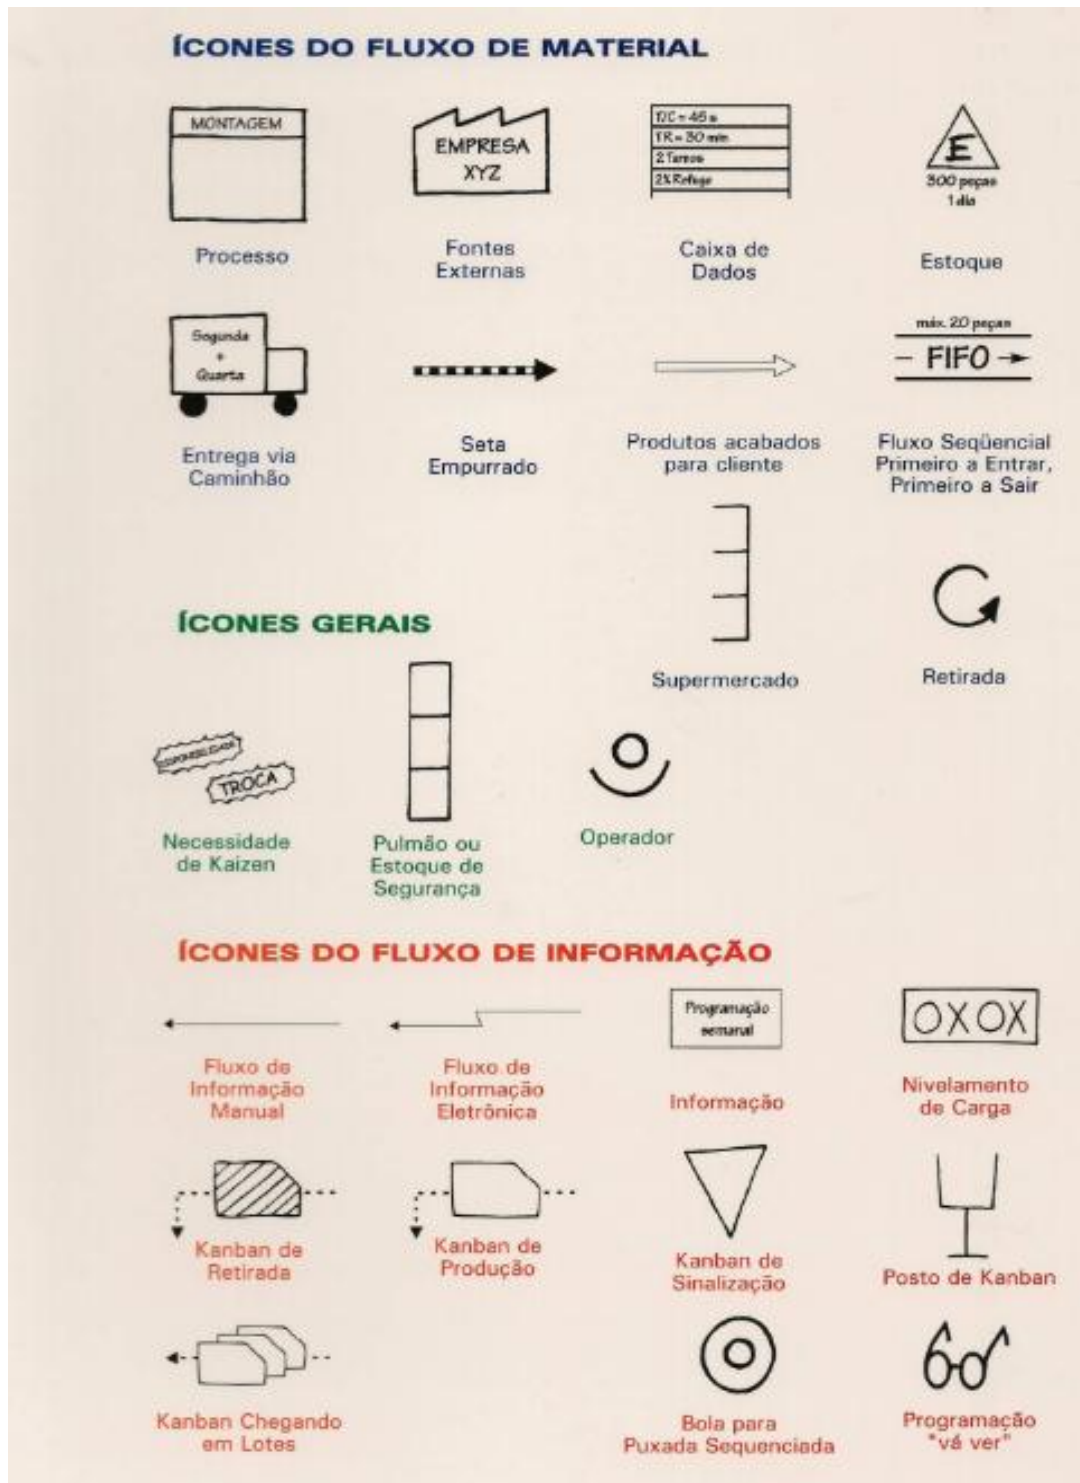 ÍCONES DO FLUXO DE MATERIAL
MONTAGEM
Processo
EMPRESA
XYZ
Fontes
Externas
T/C = 45 s
TR = 30 min
2 Turnos
2% Refugo
Caixa de
Dados
E
300 peças
1 dia
Estoque
Segunda
+
Quarta
Entrega via
Caminhão
Seta
Empurrado
Produtos acabados
para cliente
máx. 20 peças
FIFO
Fluxo Seqüencial
Primeiro a Entrar,
Primeiro a Sair
Supermercado
Retirada
ÍCONES GERAIS
DISPONIBILIDADE
TROCA
Necessidade
de Kaizen
Pulmão ou
Estoque de
Segurança
Operador
ÍCONES DO FLUXO DE INFORMAÇÃO
Fluxo de
Informação
Manual
Fluxo de
Informação
Eletrônica
Programação
semanal
Informação
OXOX
Nivelamento
de Carga
Kanban de
Retirada
Kanban de
Produção
Kanban de
Sinalização
Posto de Kanban
Kanban Chegando
em Lotes
Bola para
Puxada Sequenciada
Programação
"vá ver"